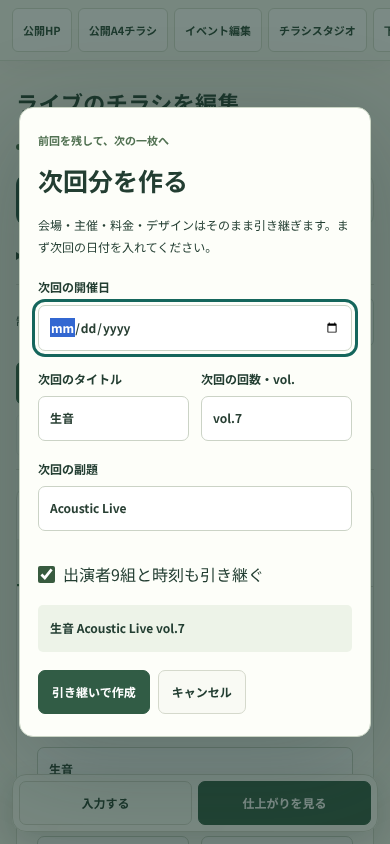 公開HP
公開A4チラシ
イベント編集
チラシスタジオ
ライブのチラシを編集
前回を残して、次の一枚へ
次回分を作る
会場・主催・料金・デザインはそのまま引き継ぎます。ま
ず次回の日付を入れてください。
次回の開催日
mm/dd/yyyy
次回のタイトル
次回の回数・vol.
生音
vol.7
次回の副題
Acoustic Live
出演者9組と時刻も引き継ぐ
生音 Acoustic Live vol.7
引き継いで作成
キャンセル
生音
入力する
仕上がりを見る